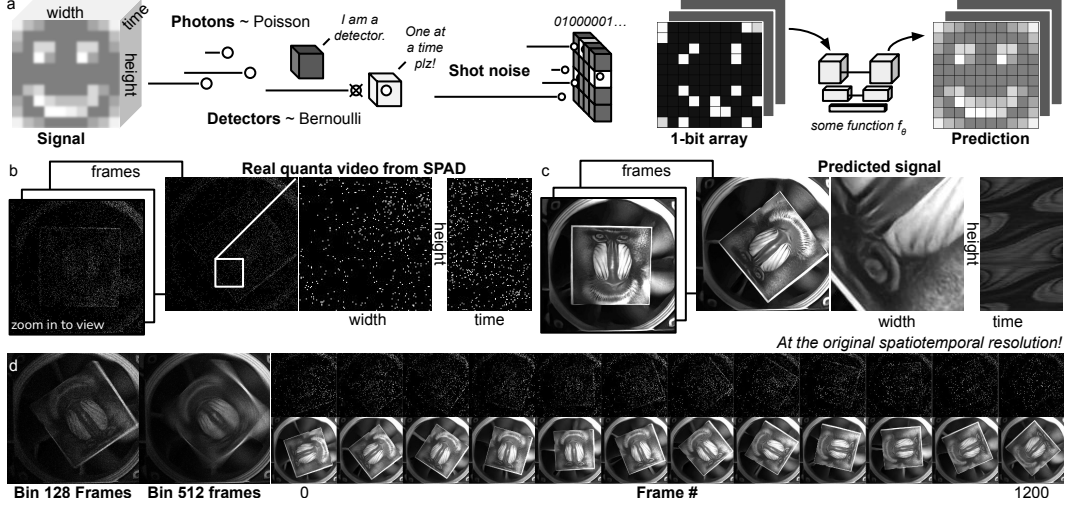 a
width
time
height
Signal
Photons ~ Poisson
I am a
detector.
One at
a time
plz!
Detectors ~ Bernoulli
Shot noise
01000001...
1-bit array
some function fθ
Prediction
b
frames
Real quanta video from SPAD
zoom in to view
height
width
time
c
frames
Predicted signal
height
width
time
At the original spatiotemporal resolution!
d
Bin 128 Frames
Bin 512 frames
0
Frame #
1200